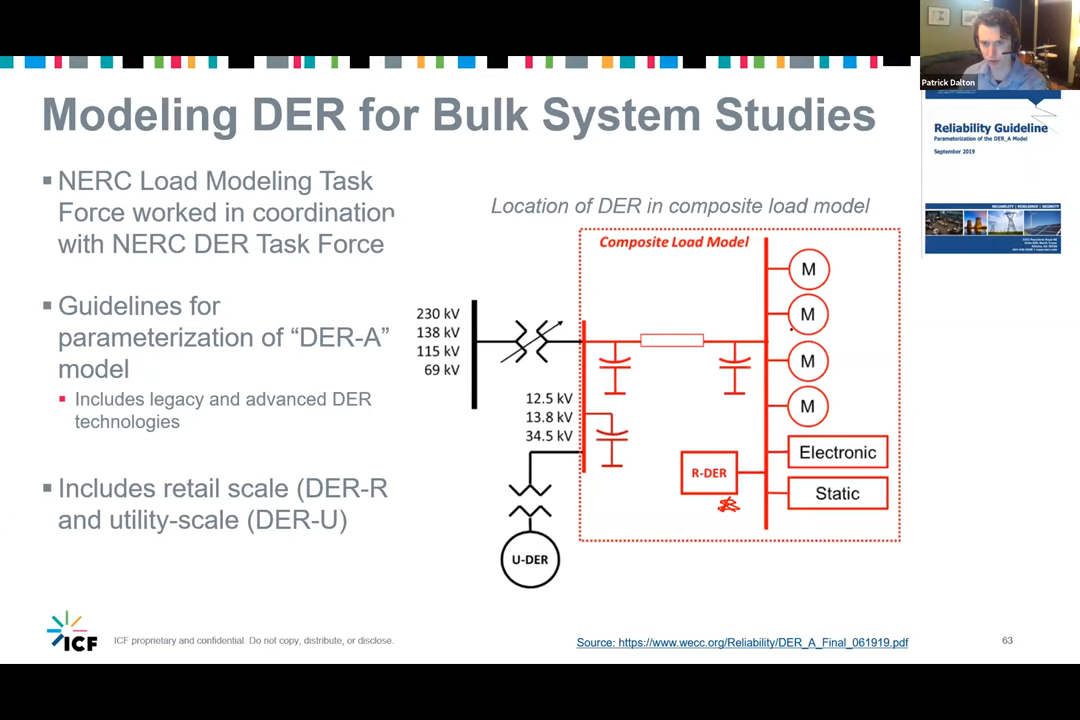 Patrick Dalton
Modeling DER for Bulk System Studies
Reliability Guideline
Parameterization of the DER_A Model
September 2019
RELIABILITY | RESILIENCE | SECURITY
▪ NERC Load Modeling Task
Force worked in coordination
with NERC DER Task Force
▪ Guidelines for
parameterization of “DER-A”
model
▪ Includes legacy and advanced DER
technologies
▪ Includes retail scale (DER-R
and utility-scale (DER-U)
Location of DER in composite load model
Composite Load Model
230 kV
138 kV
115 kV
69 kV
12.5 kV
13.8 kV
34.5 kV
M
M
M
M
Electronic
R-DER
Static
U-DER
ICF
ICF proprietary and confidential. Do not copy, distribute, or disclose.
Source: https://www.wecc.org/Reliability/DER_A_Final_061919.pdf
63